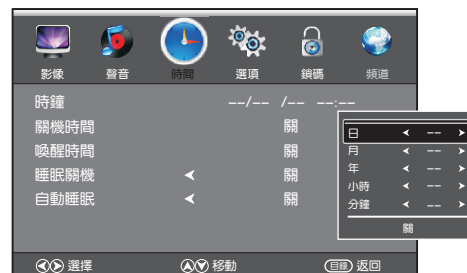 影像 聲音 時間 選項 鎖碼 頻道
時鐘 --/-- /-- --:--
關機時間 關
喚醒時間 關
睡眠關機 關
自動睡眠 關
日 --
月 --
年 --
小時 --
分鐘 --
關
選擇 移動 目錄 返回